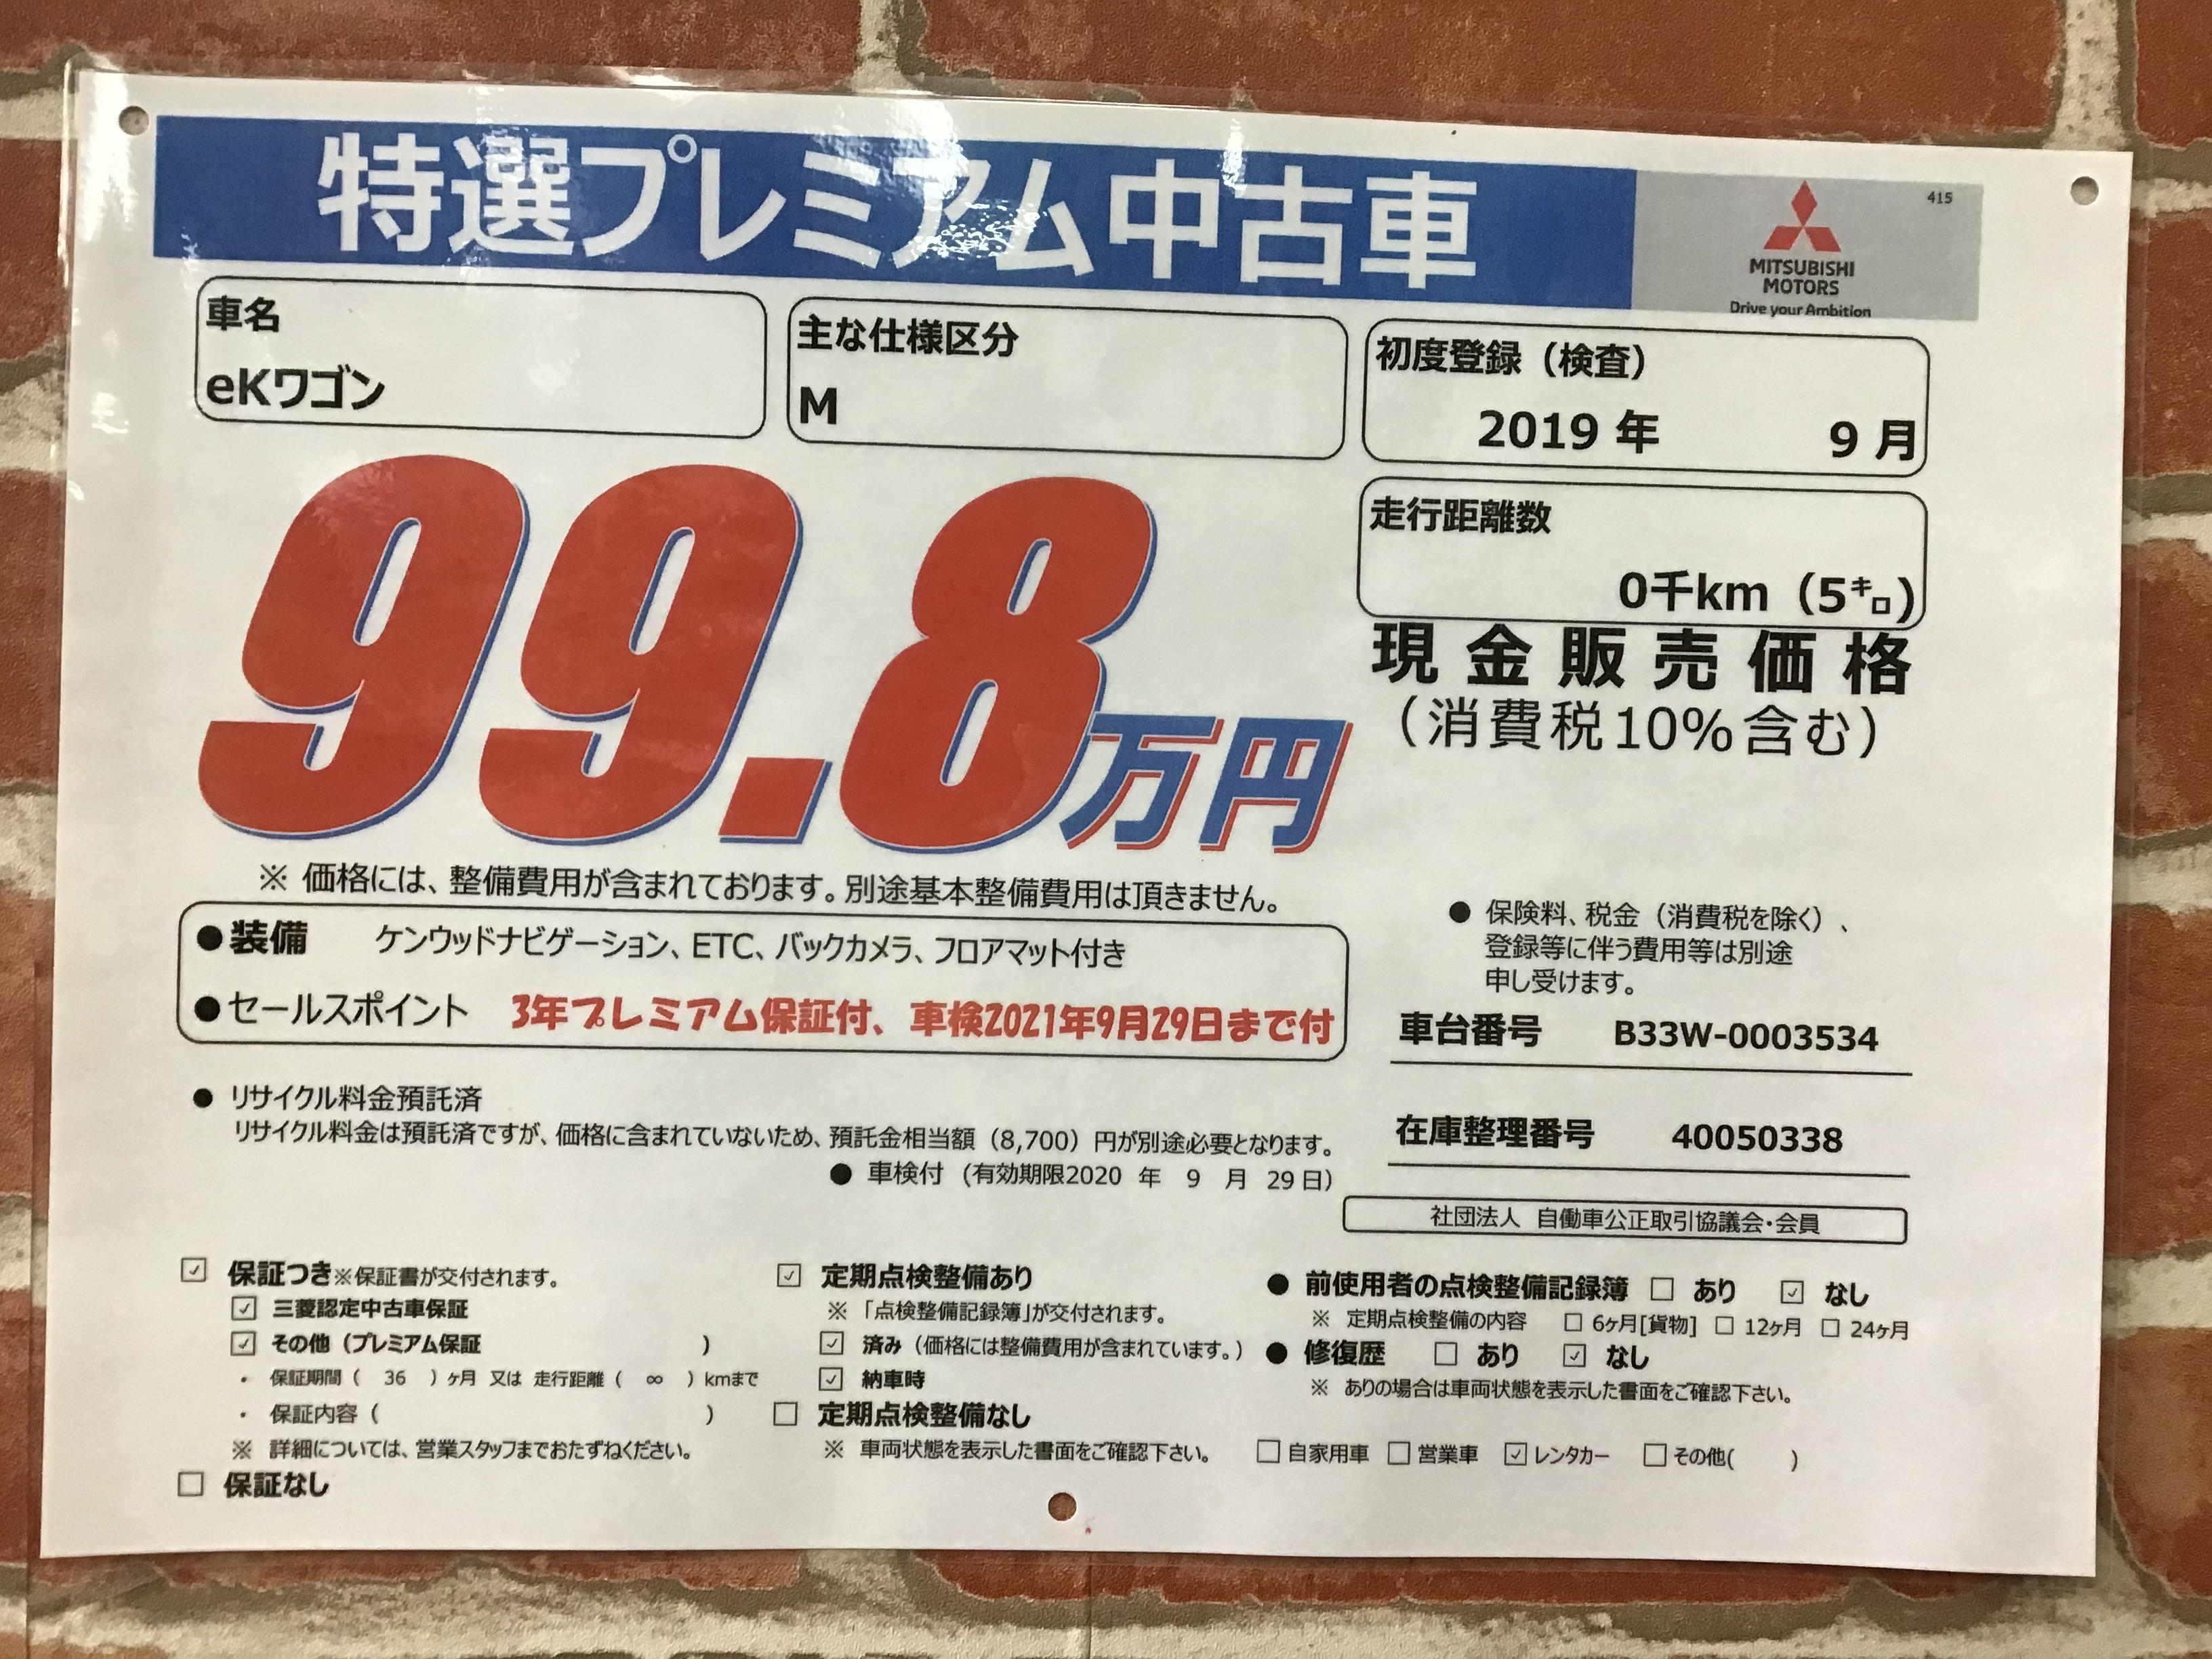 特選プレミアム中古車
415
MITSUBISHI
MOTORS
Drive your Ambition
車名
eKワゴン
主な仕様区分
M
初度登録（検査）
2019 年 9 月
走行距離数
0千km（5㌔）
99.8万円
現金販売価格
（消費税10%含む）
※ 価格には、整備費用が含まれております。別途基本整備費用は頂きません。
●装備 ケンウッドナビゲーション、ETC、バックカメラ、フロアマット付き
●セールスポイント 3年プレミアム保証付、車検2021年9月29日まで付
● 保険料、税金（消費税を除く）、
登録等に伴う費用等は別途
申し受けます。
車台番号 B33W-0003534
在庫整理番号 40050338
● リサイクル料金預託済
リサイクル料金は預託済ですが、価格に含まれていないため、預託金相当額（8,700）円が別途必要となります。
● 車検付 （有効期限2020 年 9 月 29日）
社団法人 自働車公正取引協議会・会員
☑ 保証つき※保証書が交付されます。
☑ 三菱認定中古車保証
☑ その他（プレミアム保証 ）
・ 保証期間（ 36 ）ヶ月 又は 走行距離（ ∞ ）kmまで
・ 保証内容（ ）
※ 詳細については、営業スタッフまでおたずねください。
☐ 保証なし
☑ 定期点検整備あり
※ 「点検整備記録簿」が交付されます。
☑ 済み（価格には整備費用が含まれています。）
☑ 納車時
☐ 定期点検整備なし
※ 車両状態を表示した書面をご確認下さい。
● 前使用者の点検整備記録簿 ☐ あり ☑ なし
※ 定期点検整備の内容 ☐ 6ヶ月[貨物] ☐ 12ヶ月 ☐ 24ヶ月
● 修復歴 ☐ あり ☑ なし
※ ありの場合は車両状態を表示した書面をご確認下さい。
☐ 自家用車 ☐ 営業車 ☑ レンタカー ☐ その他( )